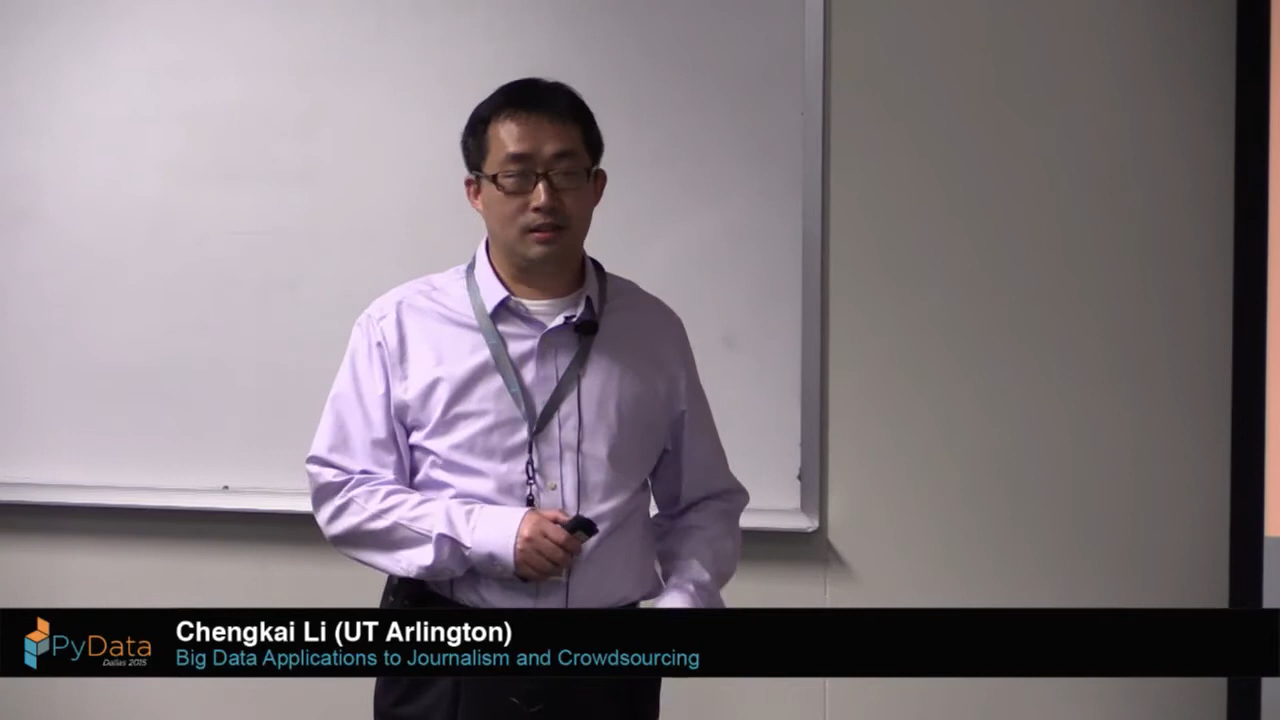 PyData
Dallas 2015
Chengkai Li (UT Arlington)
Big Data Applications to Journalism and Crowdsourcing